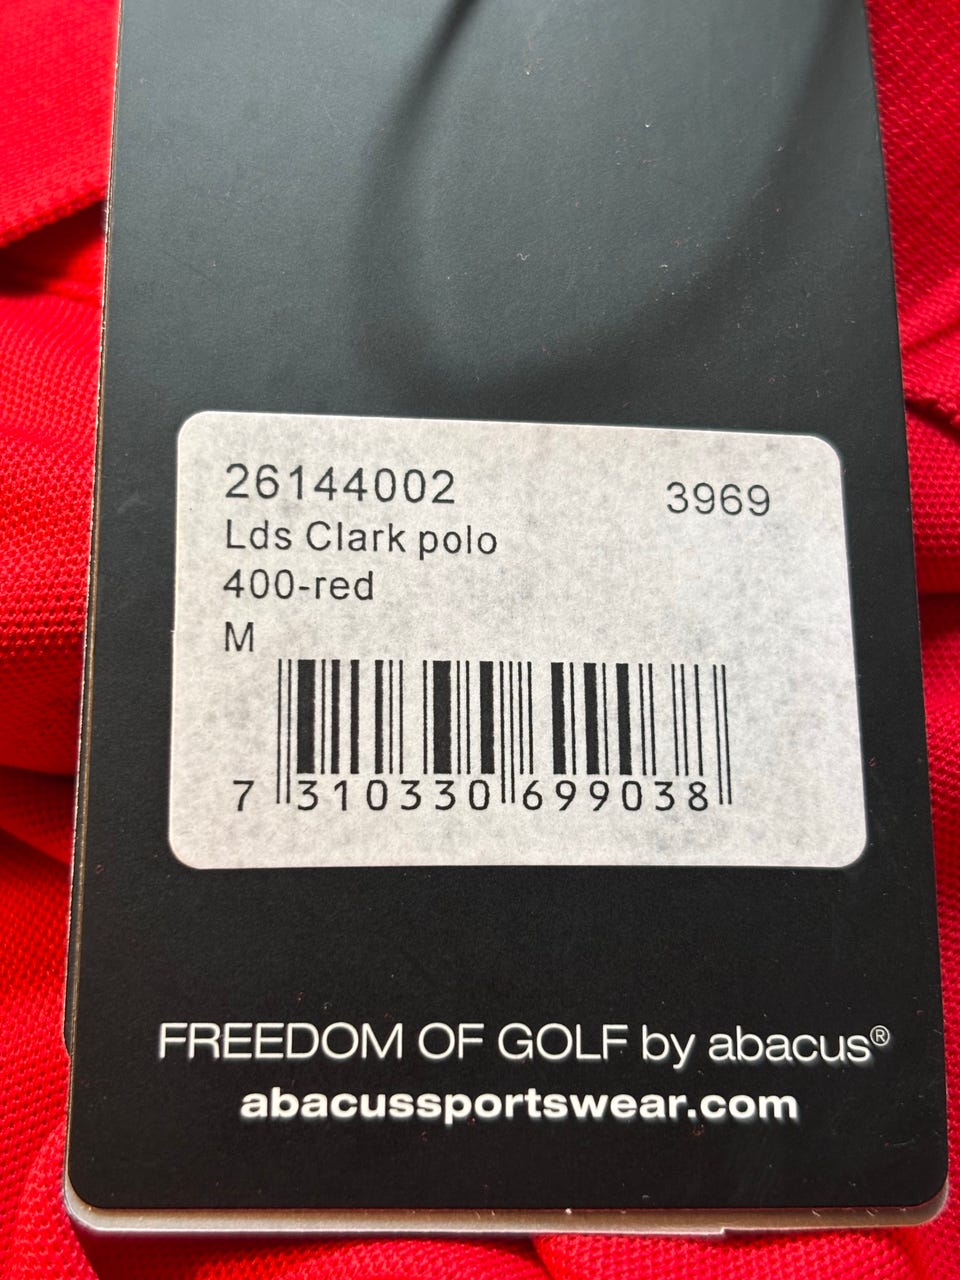 26144002 3969
Lds Clark polo
400-red
M
7 310330 699038
FREEDOM OF GOLF by abacus®
abacussportswear.com